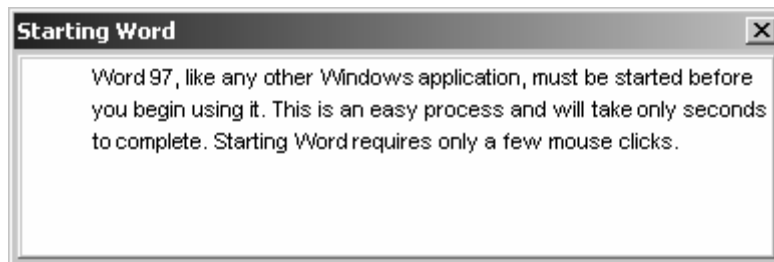 Starting Word
Word 97, like any other Windows application, must be started before
you begin using it. This is an easy process and will take only seconds
to complete. Starting Word requires only a few mouse clicks.